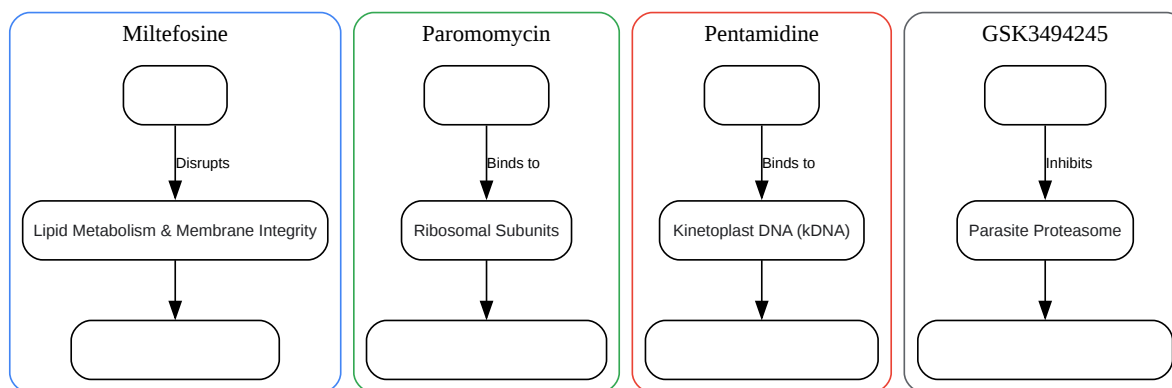 Miltefosine
Disrupts
Lipid Metabolism & Membrane Integrity
Paromomycin
Binds to
Ribosomal Subunits
Pentamidine
Binds to
Kinetoplast DNA (kDNA)
GSK3494245
Inhibits
Parasite Proteasome